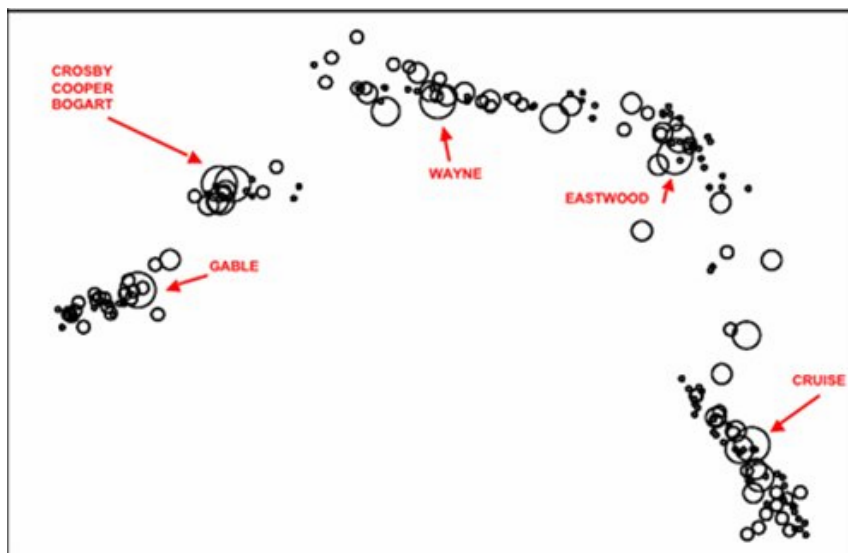 CROSBY
COOPER
BOGART
WAYNE
EASTWOOD
GABLE
CRUISE